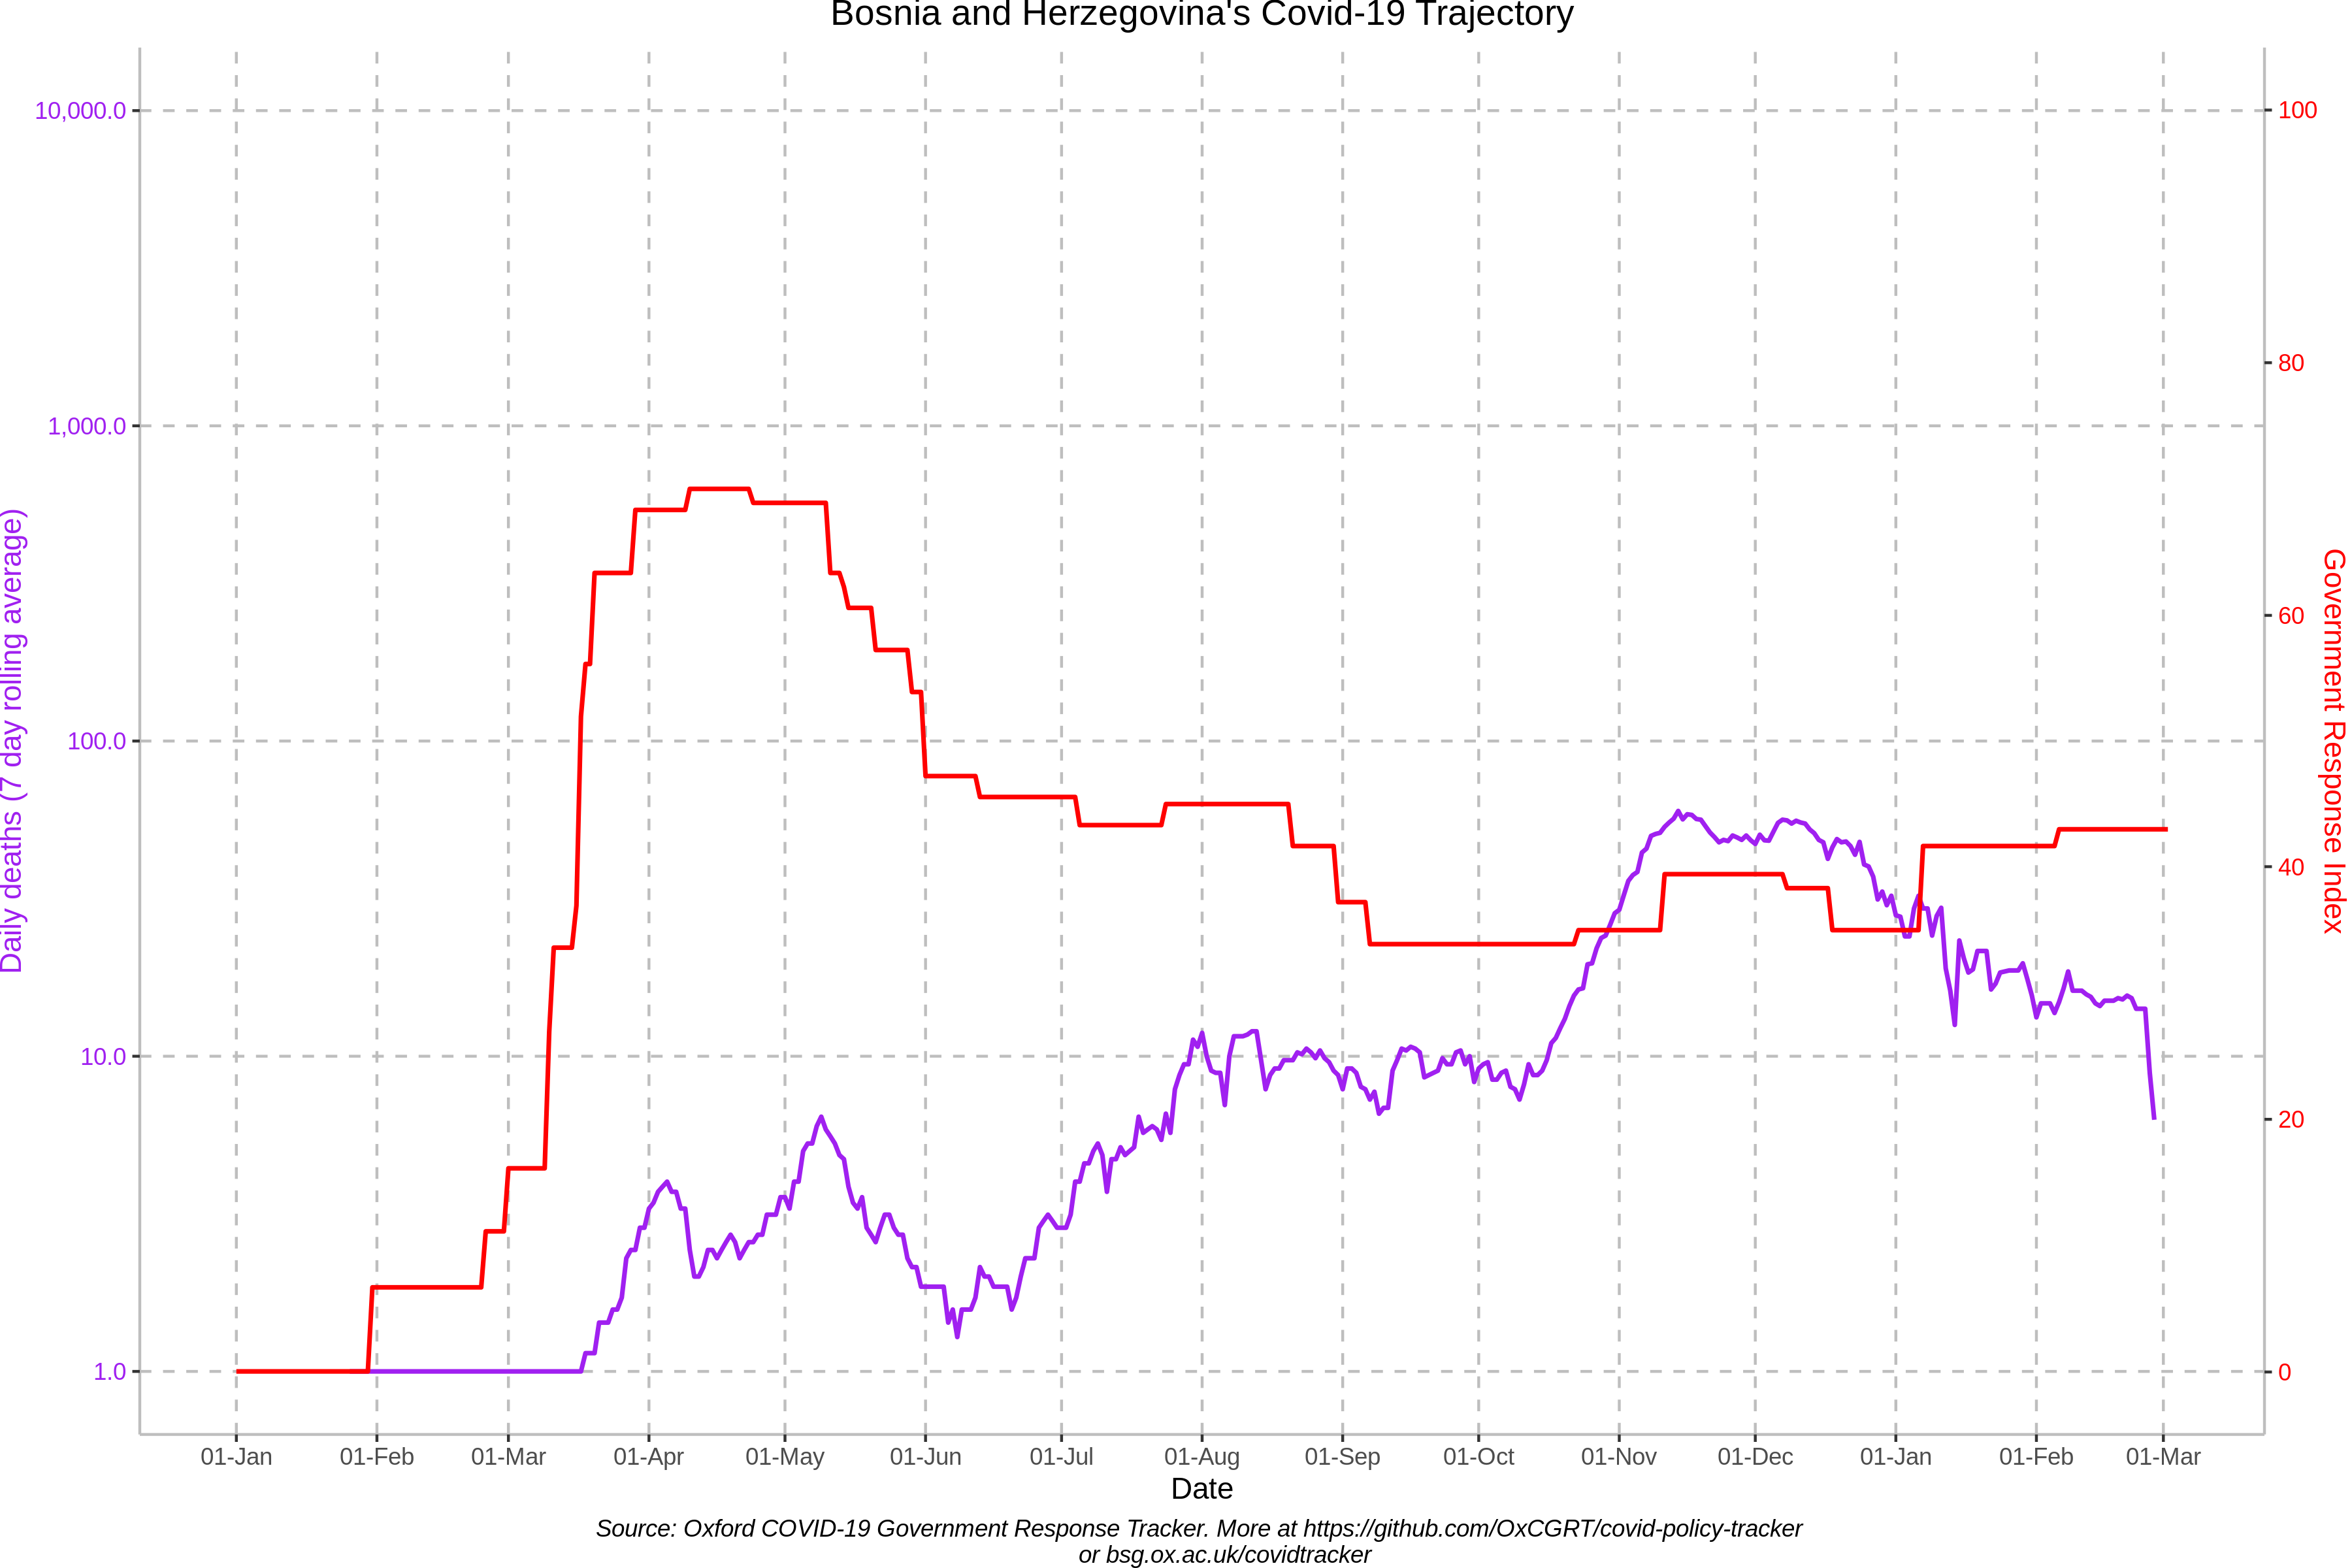 Bosnia and Herzegovina's Covid-19 Trajectory
Daily deaths (7 day rolling average)
10,000.0
1,000.0
100.0
10.0
1.0
100
80
60
40
20
0
Government Response Index
01-Jan 01-Feb 01-Mar 01-Apr 01-May 01-Jun 01-Jul 01-Aug 01-Sep 01-Oct 01-Nov 01-Dec 01-Jan 01-Feb 01-Mar
Date
Source: Oxford COVID-19 Government Response Tracker. More at https://github.com/OxCGRT/covid-policy-tracker
or bsg.ox.ac.uk/covidtracker